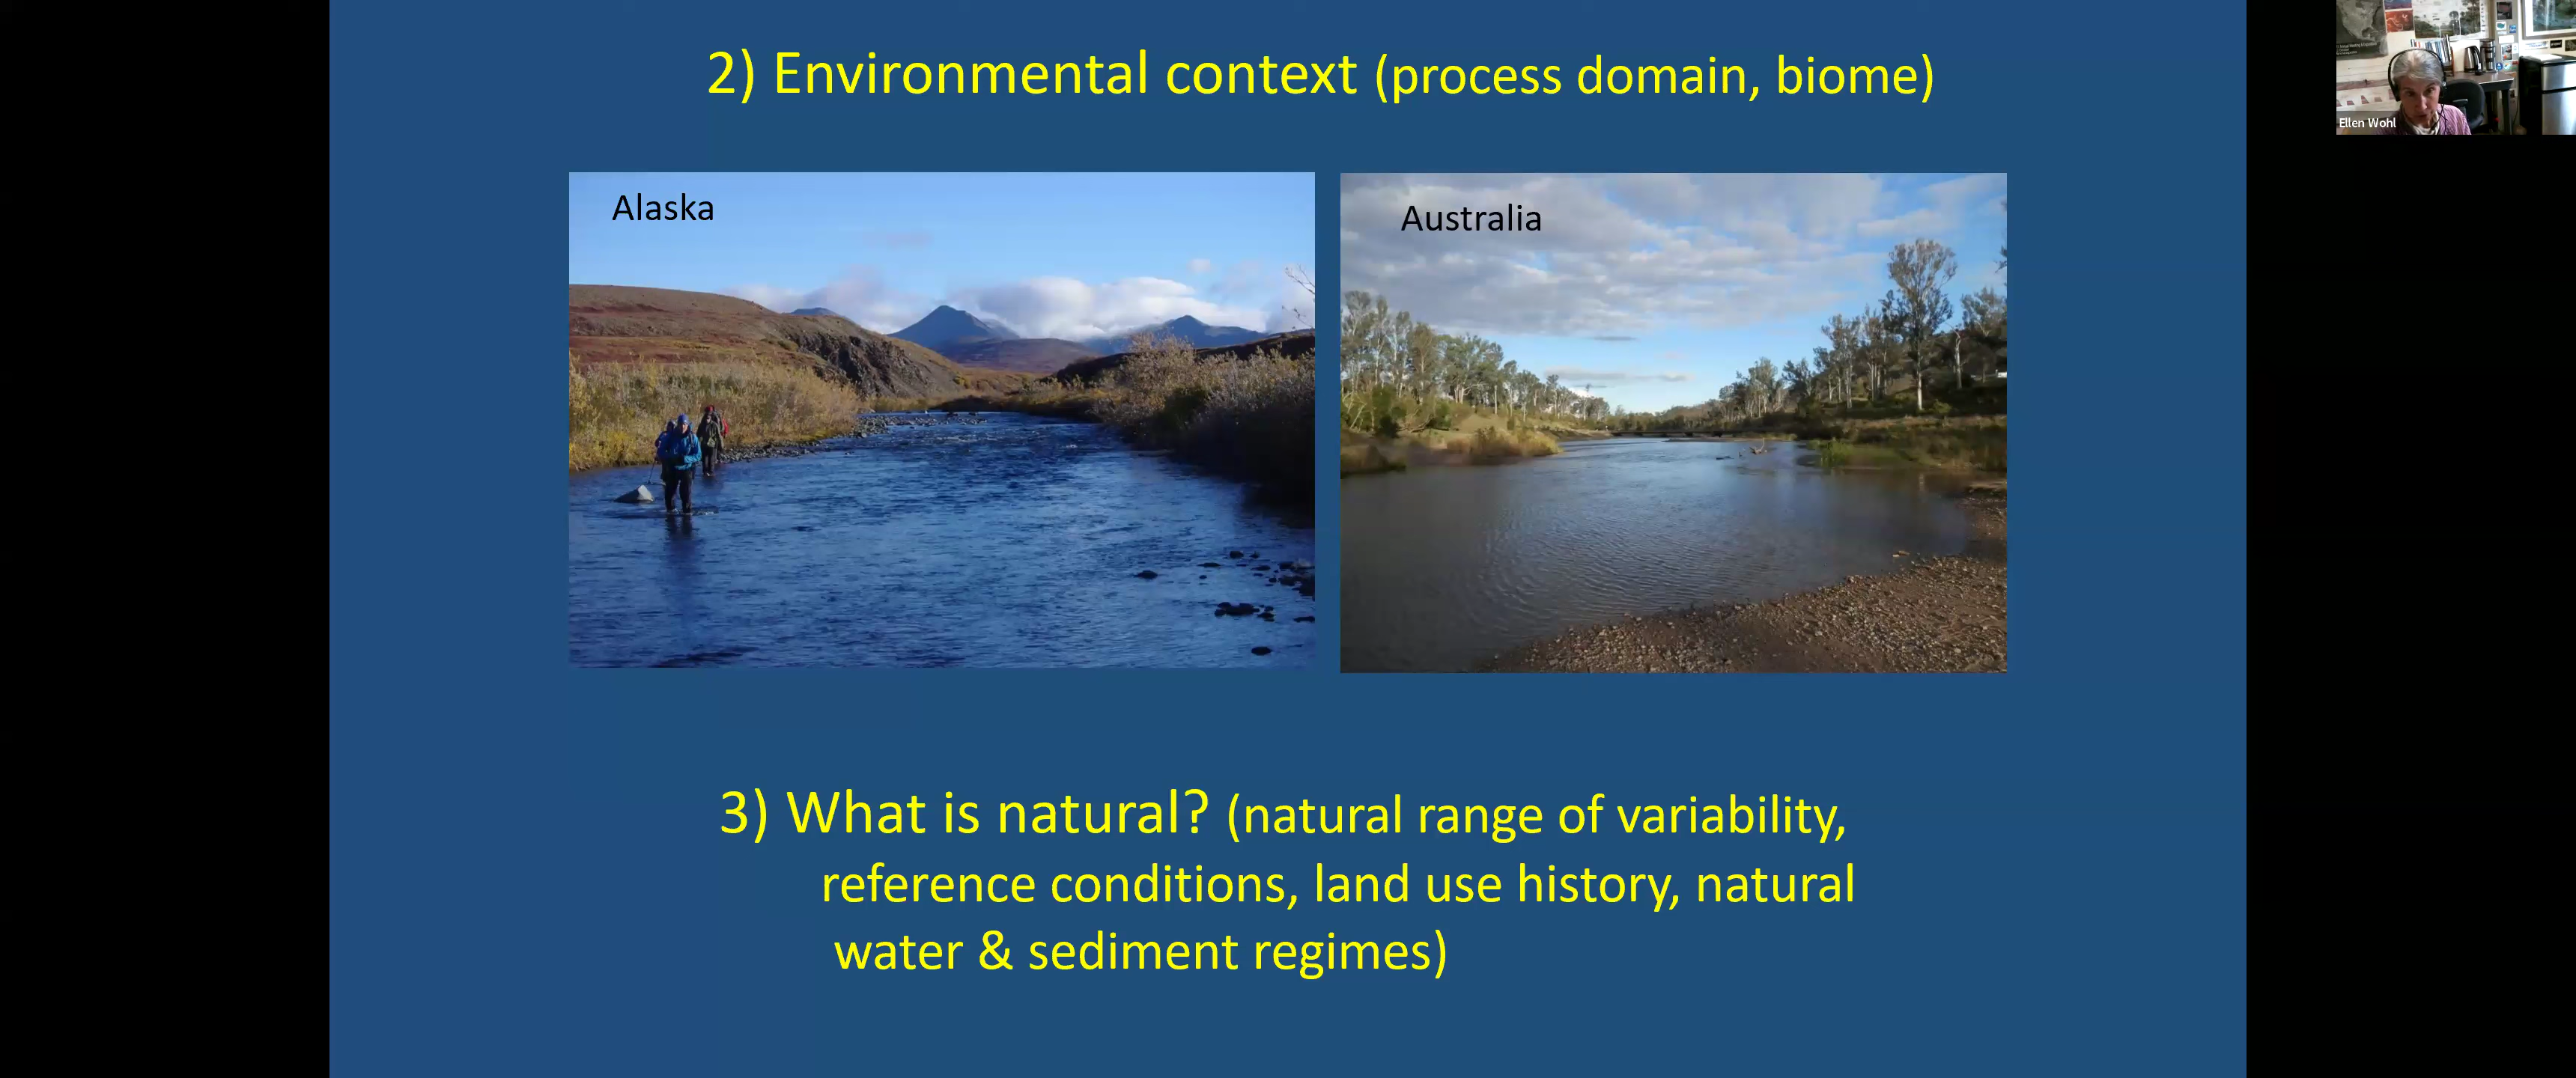 2) Environmental context (process domain, biome)
Alaska
Australia
3) What is natural? (natural range of variability,
reference conditions, land use history, natural
water & sediment regimes)
Ellen Wohl